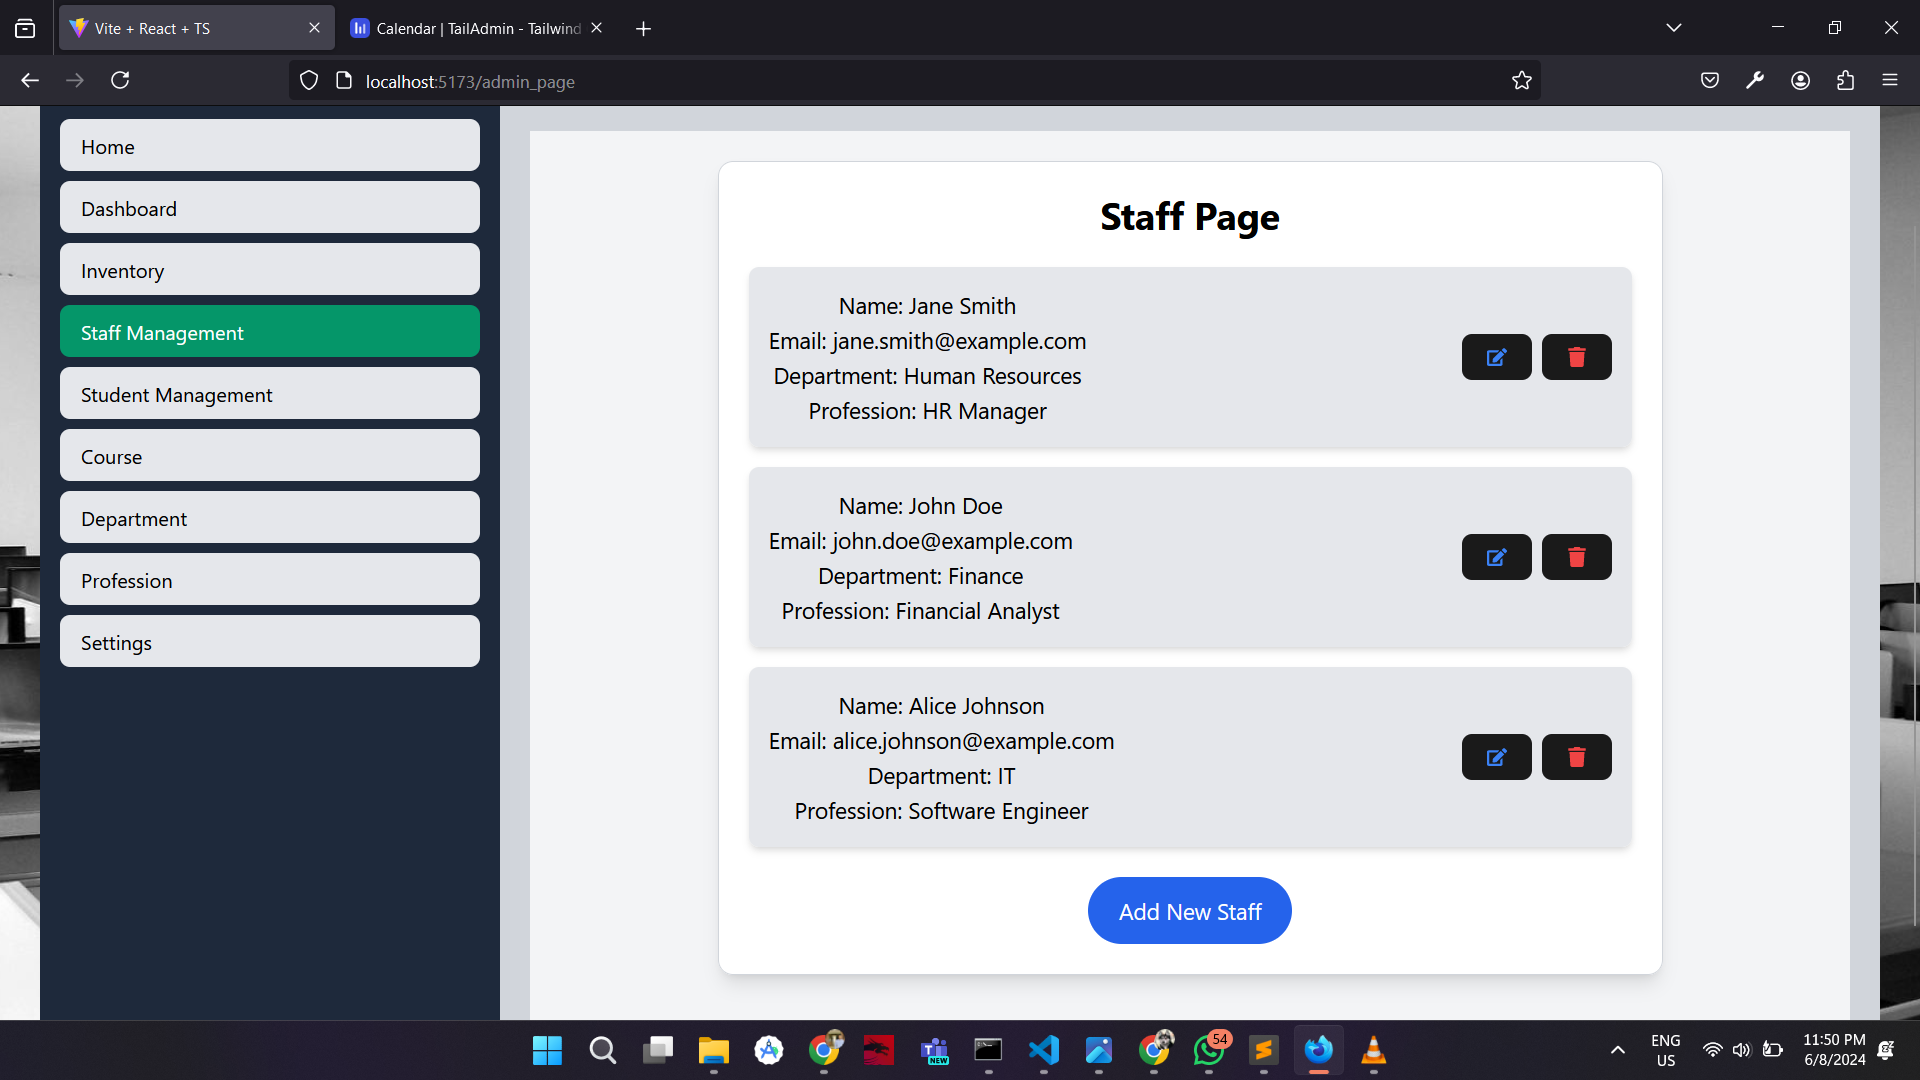 Vite + React + TS
Calendar | TailAdmin - Tailwind
localhost:5173/admin_page
Home
Dashboard
Inventory
Staff Management
Student Management
Course
Department
Profession
Settings
Staff Page
Name: Jane Smith
Email: jane.smith@example.com
Department: Human Resources
Profession: HR Manager
Name: John Doe
Email: john.doe@example.com
Department: Finance
Profession: Financial Analyst
Name: Alice Johnson
Email: alice.johnson@example.com
Department: IT
Profession: Software Engineer
Add New Staff
NEW
54
ENG
US
11:50 PM
6/8/2024